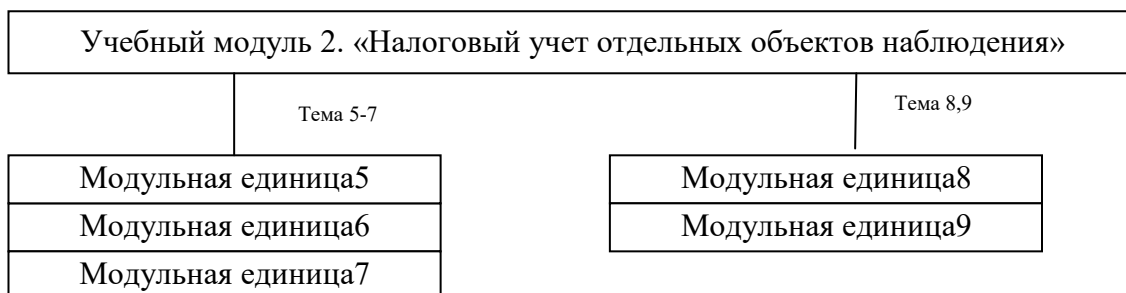 Учебный модуль 2. «Налоговый учет отдельных объектов наблюдения»
Тема 5-7
Тема 8,9
Модульная единица5
Модульная единица6
Модульная единица7
Модульная единица8
Модульная единица9